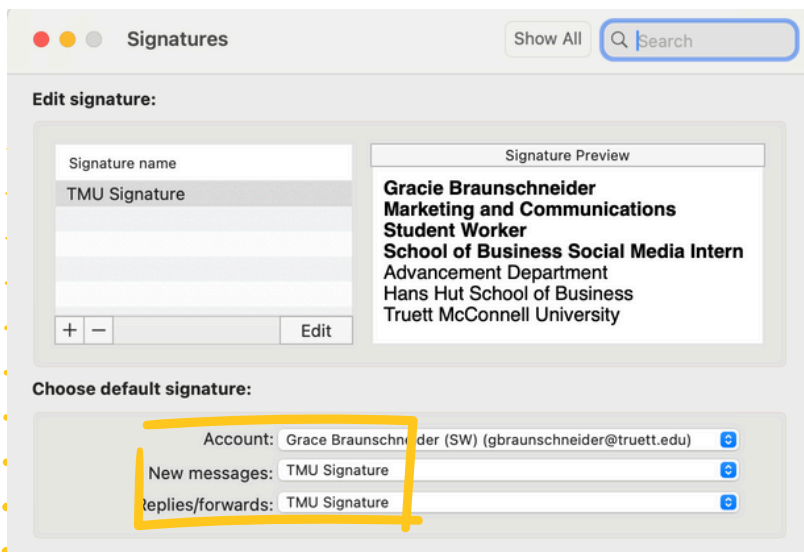 Signatures
Show All
Search
Edit signature:
Signature name
TMU Signature
+ − Edit
Signature Preview
Gracie Braunschneider
Marketing and Communications
Student Worker
School of Business Social Media Intern
Advancement Department
Hans Hut School of Business
Truett McConnell University
Choose default signature:
Account: Grace Braunschneider (SW) (gbraunschneider@truett.edu)
New messages: TMU Signature
Replies/forwards: TMU Signature